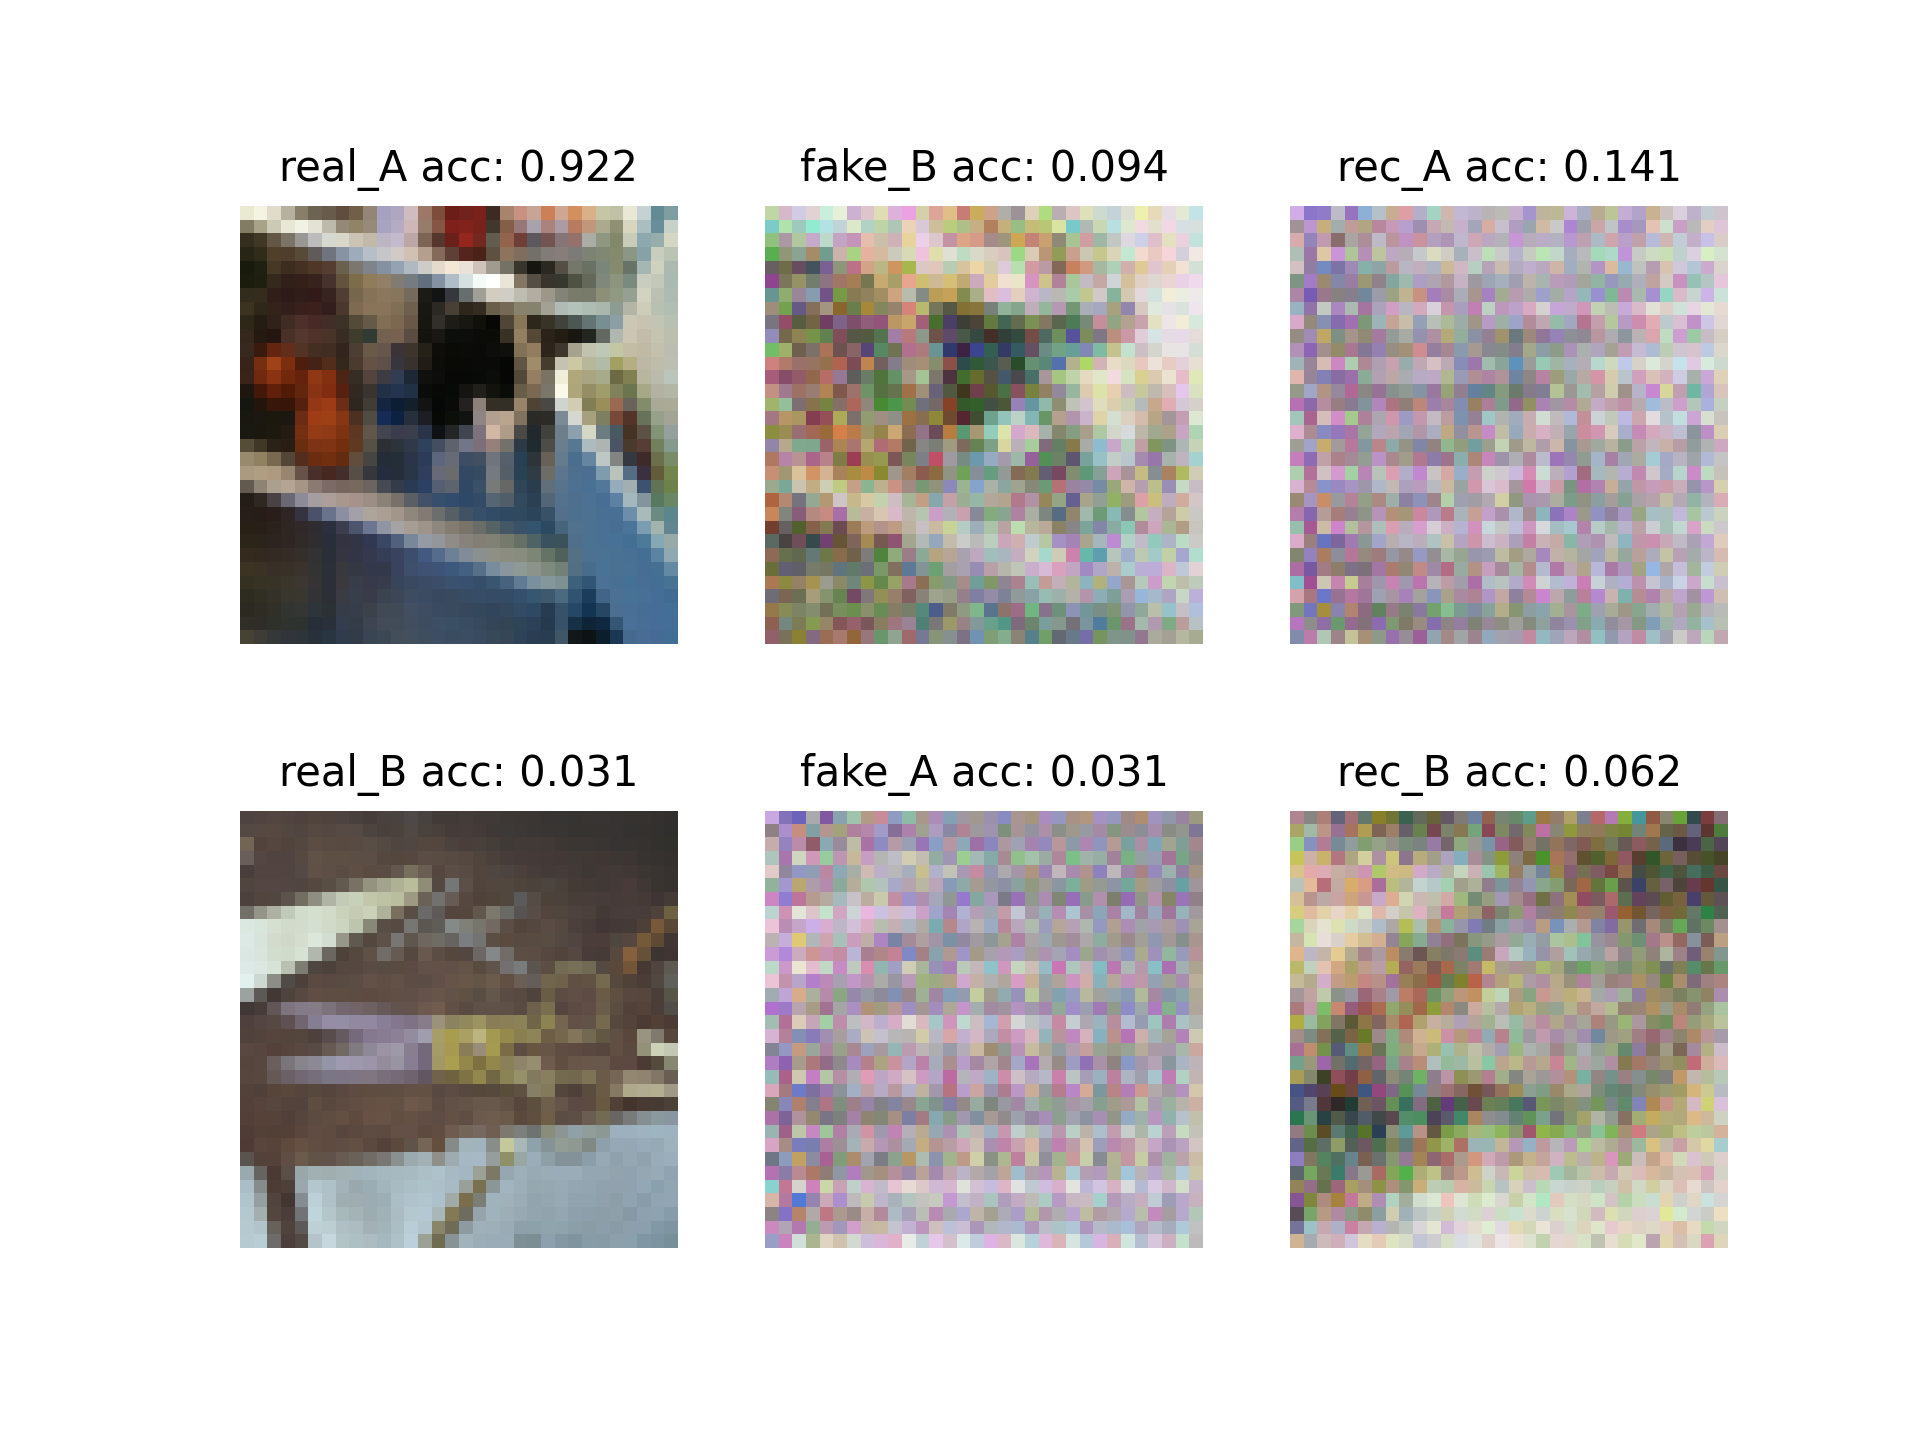 real_A acc: 0.922
fake_B acc: 0.094
rec_A acc: 0.141
real_B acc: 0.031
fake_A acc: 0.031
rec_B acc: 0.062